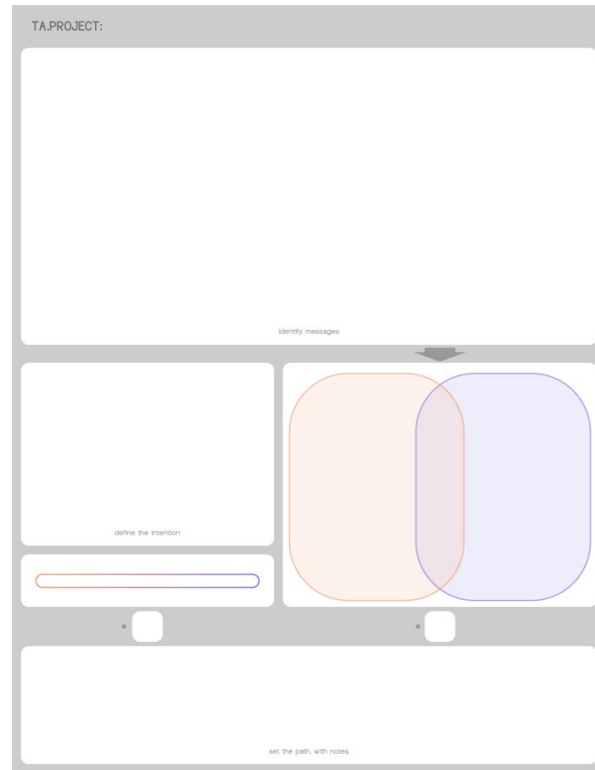 TA.PROJECT:
identify messages
define the intention
set the path, with notes